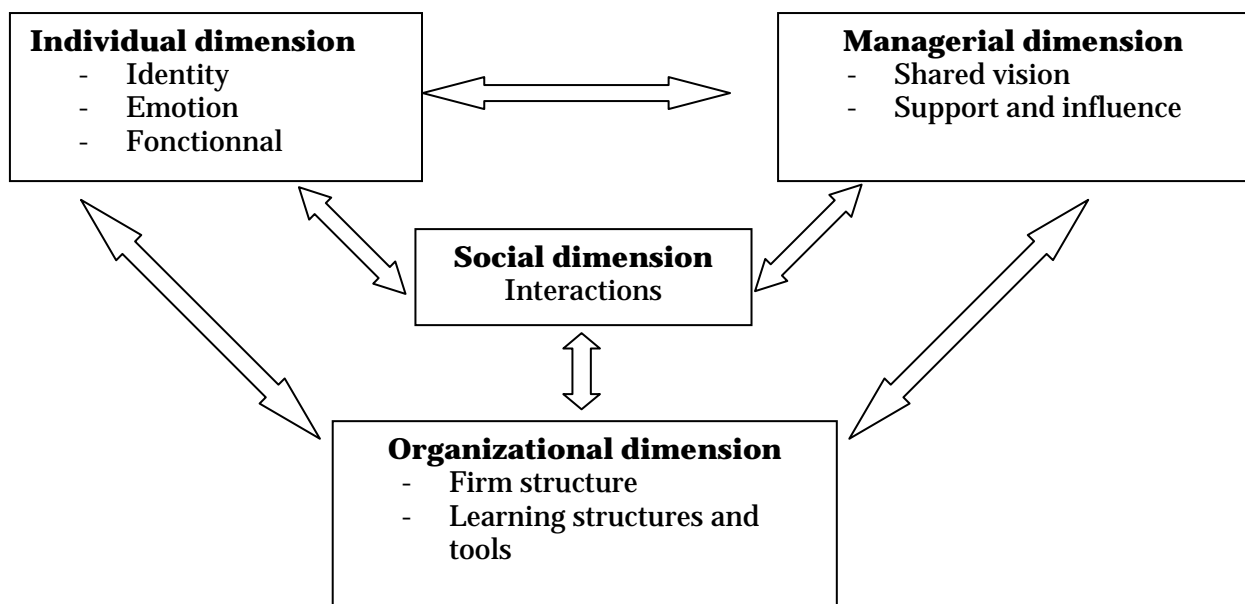 Individual dimension
- Identity
- Emotion
- Fonctionnal
Managerial dimension
- Shared vision
- Support and influence
Social dimension
Interactions
Organizational dimension
- Firm structure
- Learning structures and
tools